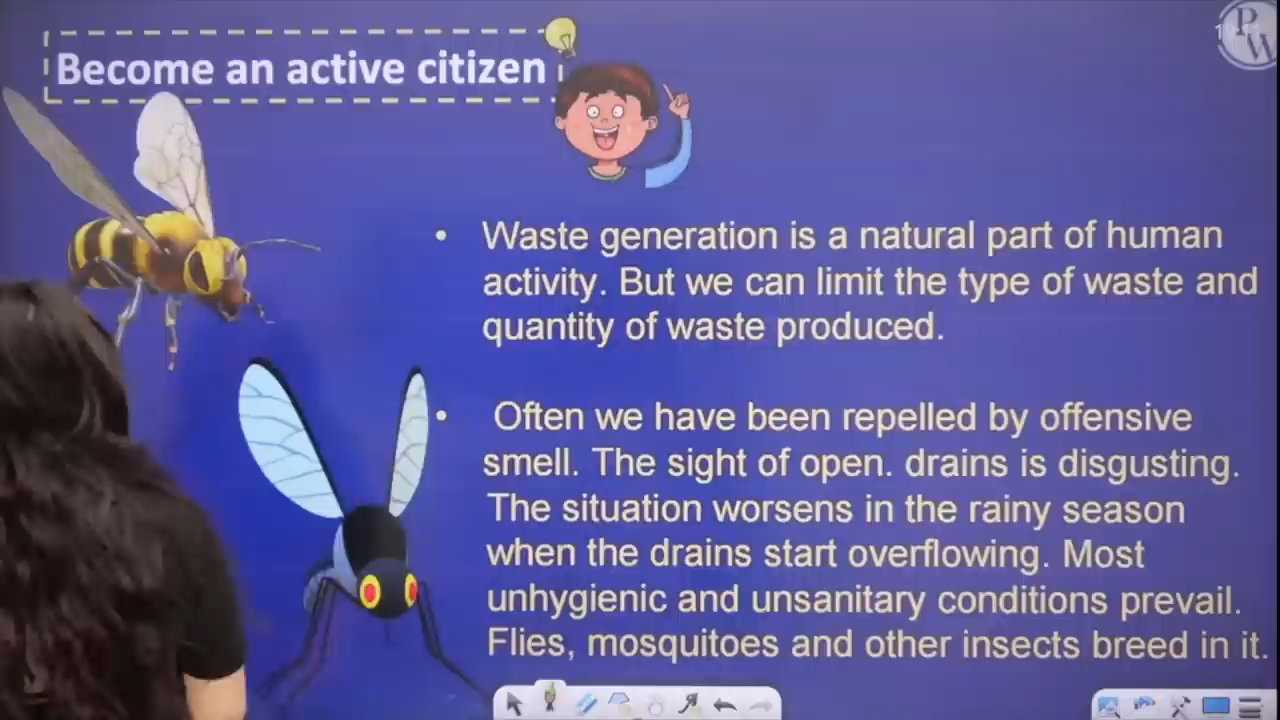 Become an active citizen
PW
• Waste generation is a natural part of human
activity. But we can limit the type of waste and
quantity of waste produced.
• Often we have been repelled by offensive
smell. The sight of open. drains is disgusting.
The situation worsens in the rainy season
when the drains start overflowing. Most
unhygienic and unsanitary conditions prevail.
Flies, mosquitoes and other insects breed in it.